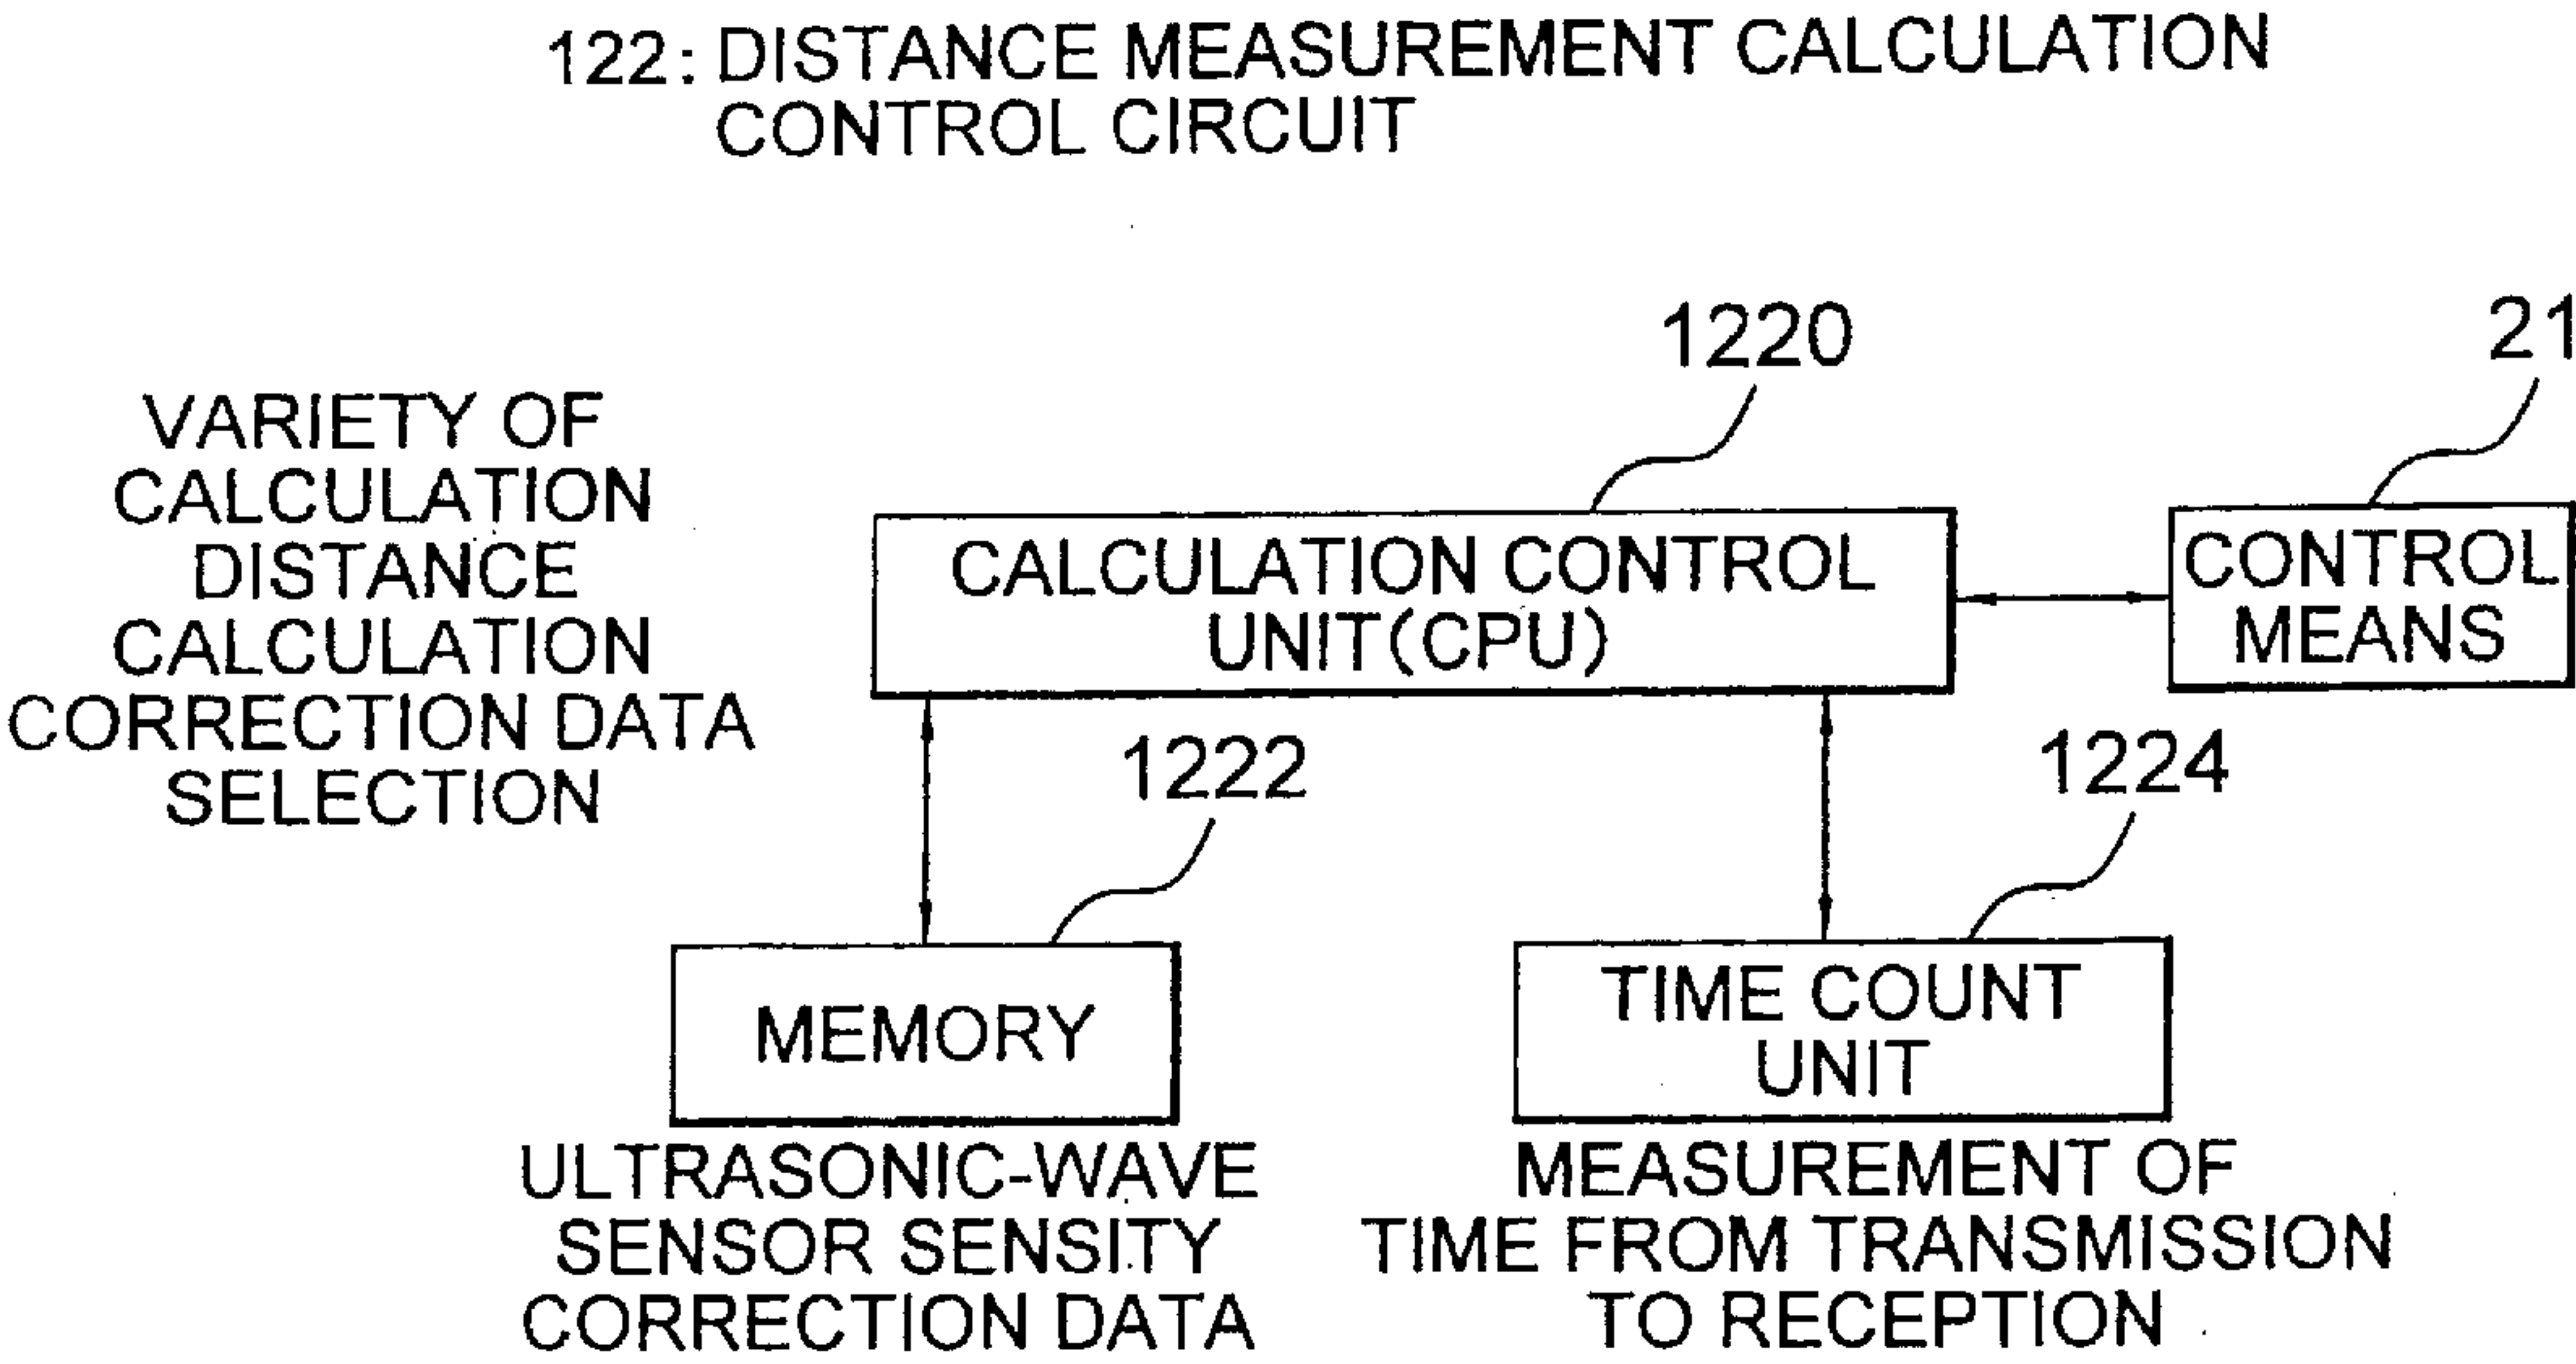 122: DISTANCE MEASUREMENT CALCULATION
CONTROL CIRCUIT
1220
21
VARIETY OF
CALCULATION
DISTANCE
CALCULATION
CORRECTION DATA
SELECTION
CALCULATION CONTROL
UNIT(CPU)
CONTROL
MEANS
1222
1224
MEMORY
TIME COUNT
UNIT
ULTRASONIC-WAVE
SENSOR SENSITY
CORRECTION DATA
MEASUREMENT OF
TIME FROM TRANSMISSION
TO RECEPTION